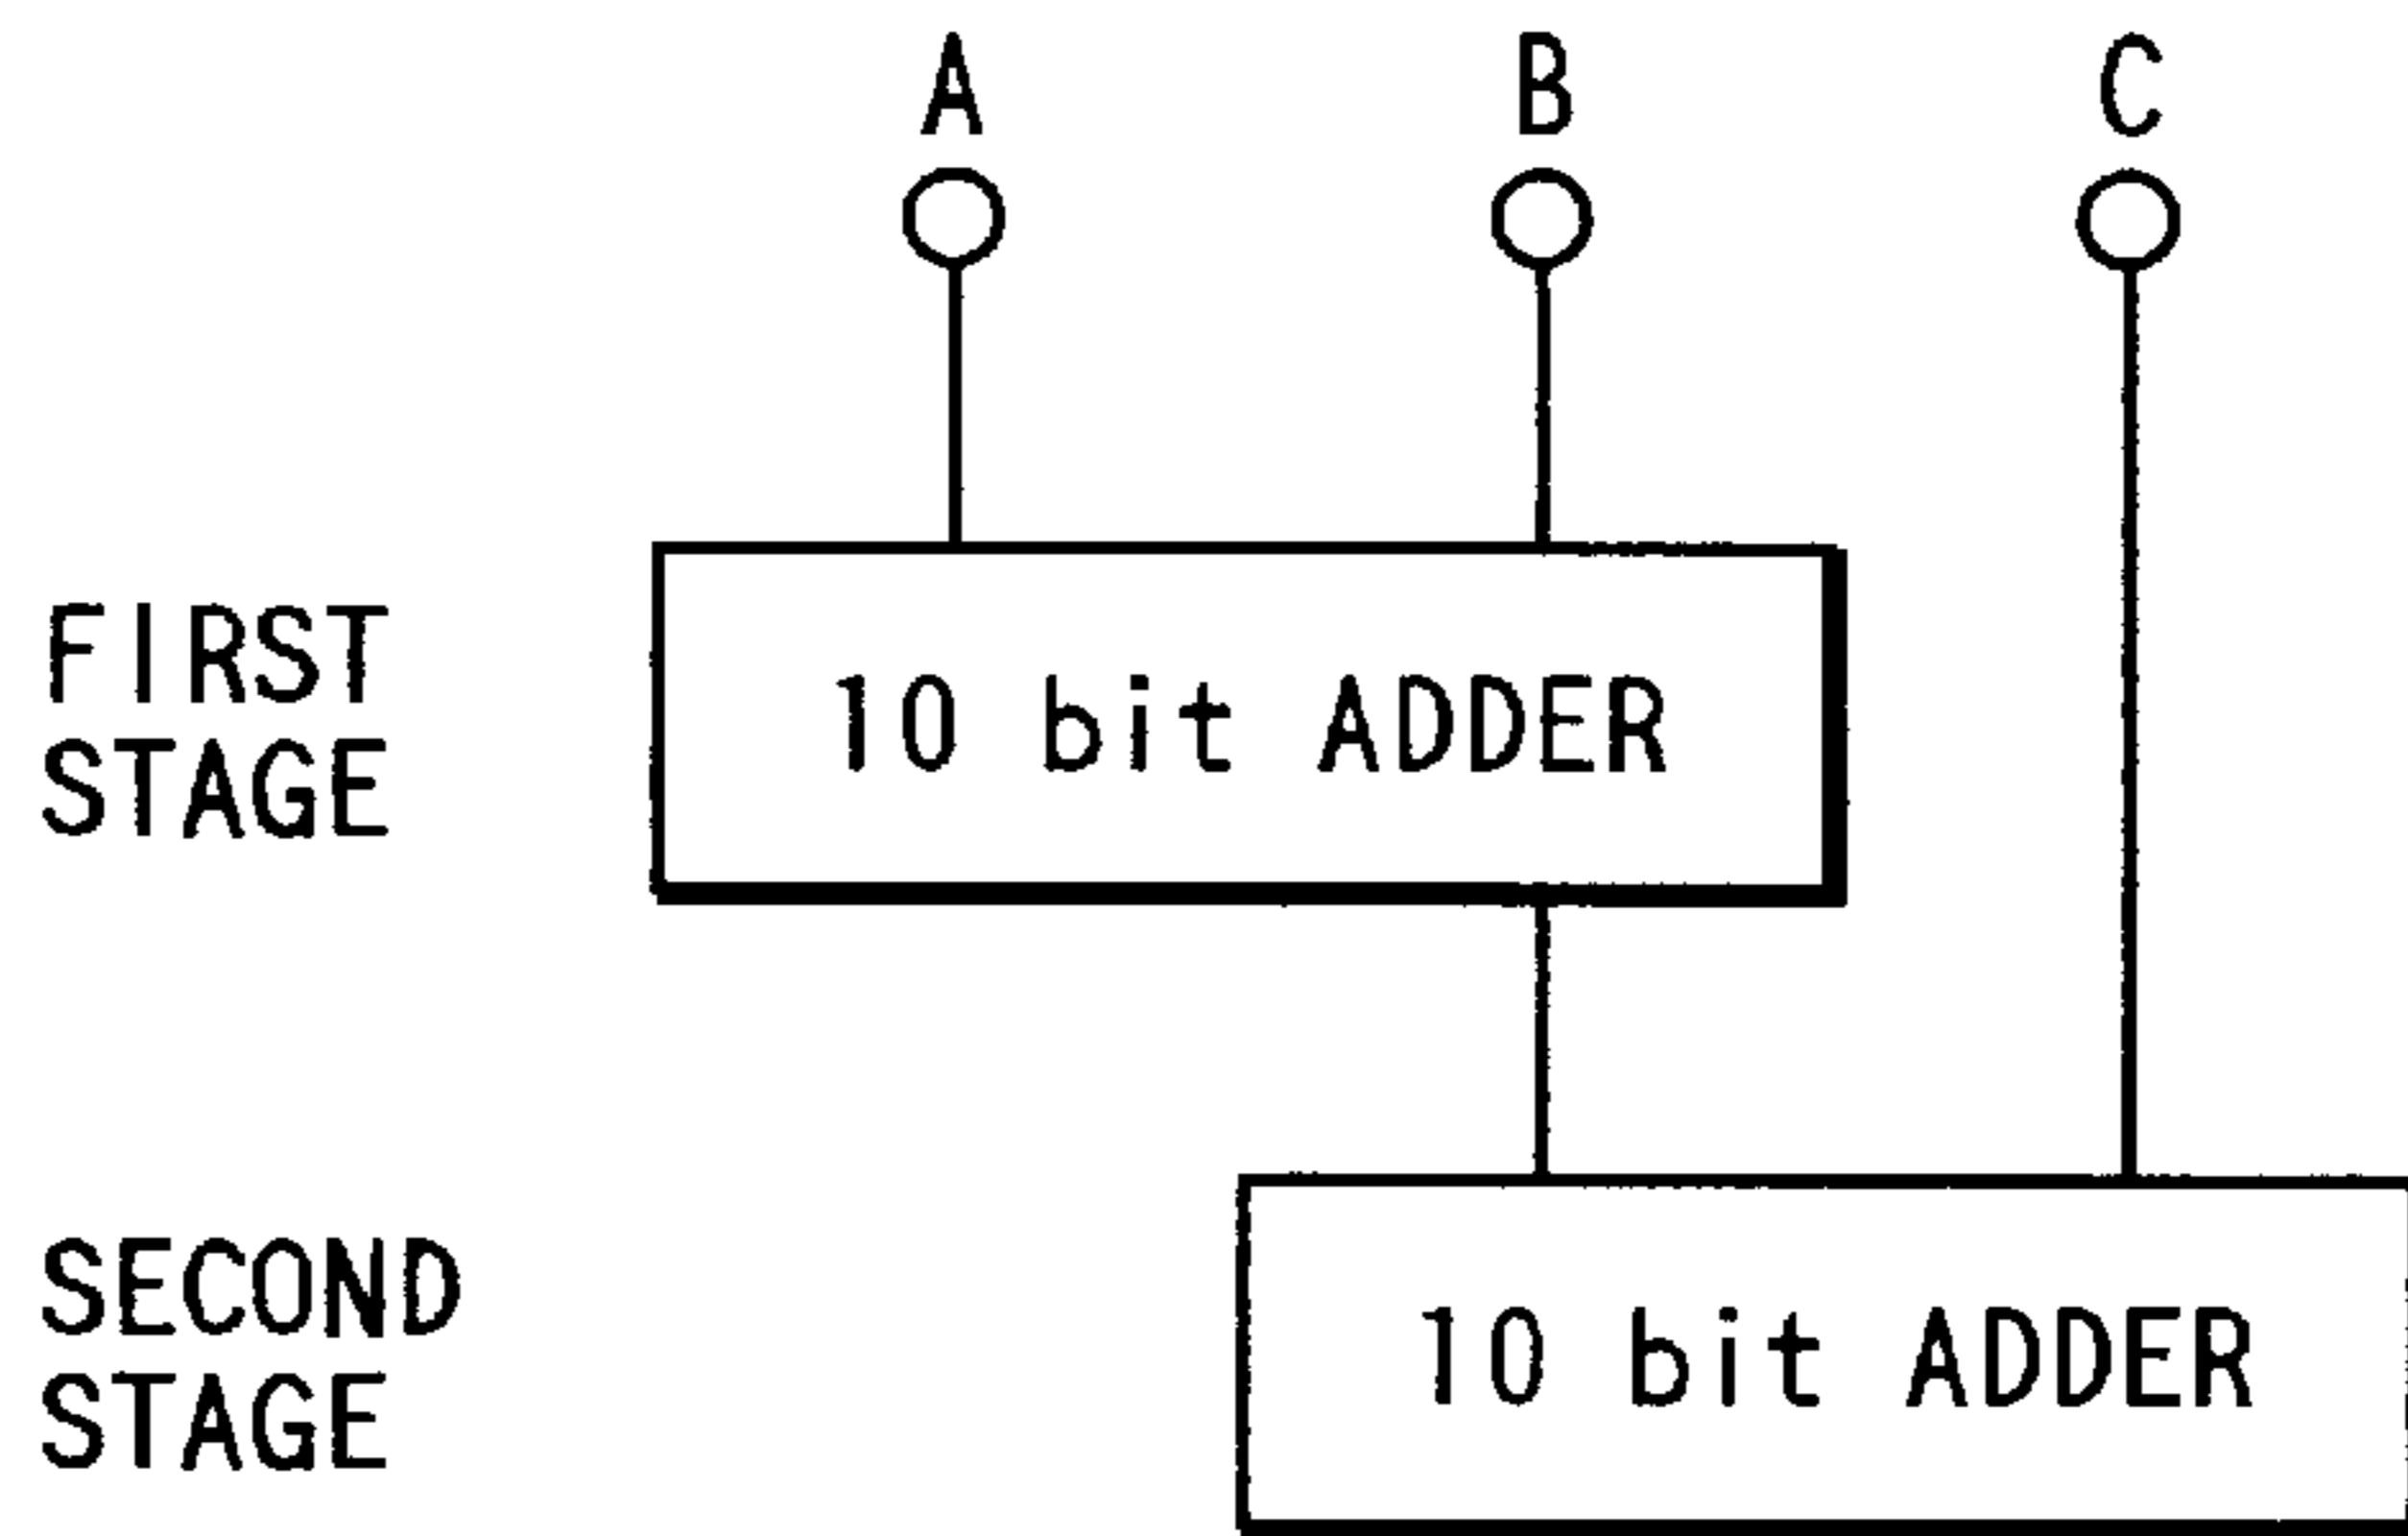 A B C
FIRST
STAGE
10 bit ADDER
SECOND
STAGE
10 bit ADDER